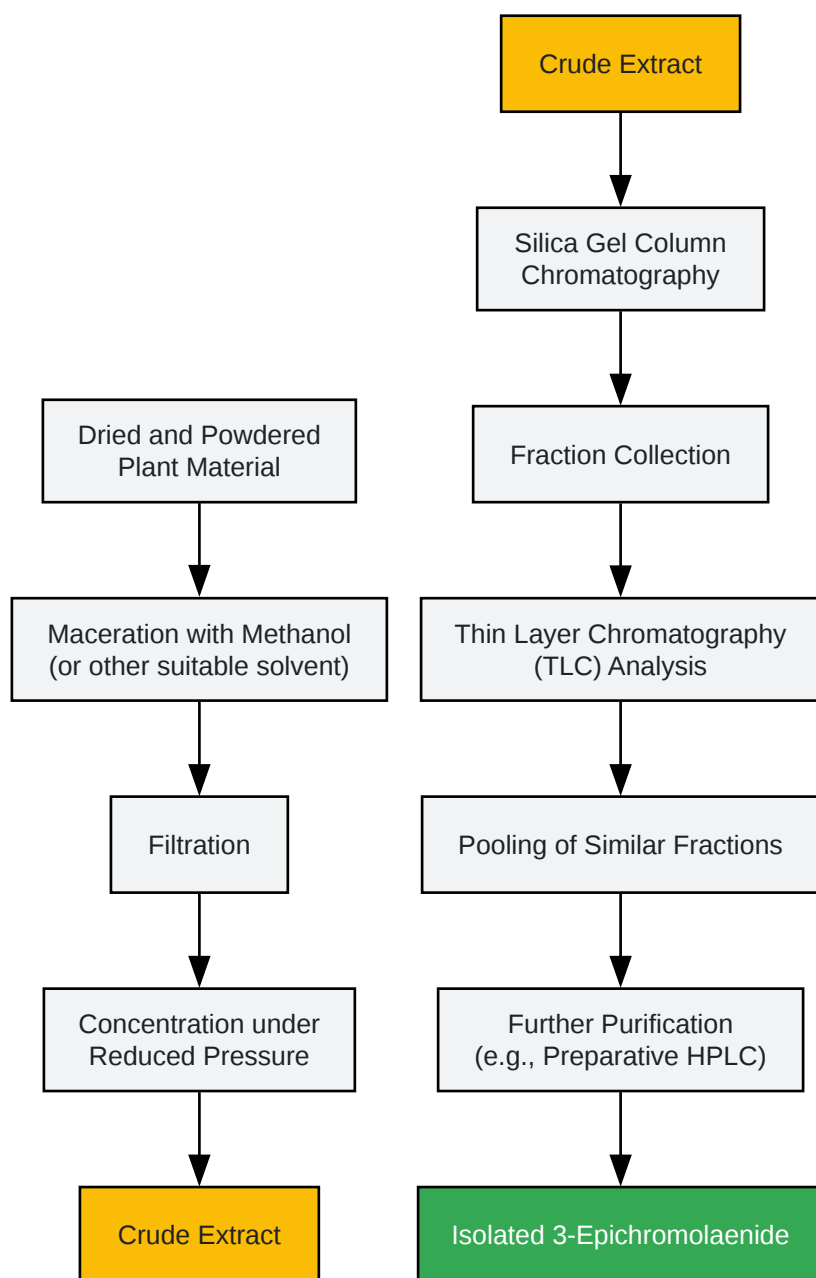 Dried and Powdered
Plant Material
Maceration with Methanol
(or other suitable solvent)
Filtration
Concentration under
Reduced Pressure
Crude Extract
Crude Extract
Silica Gel Column
Chromatography
Fraction Collection
Thin Layer Chromatography
(TLC) Analysis
Pooling of Similar Fractions
Further Purification
(e.g., Preparative HPLC)
Isolated 3-Epichromolaenide